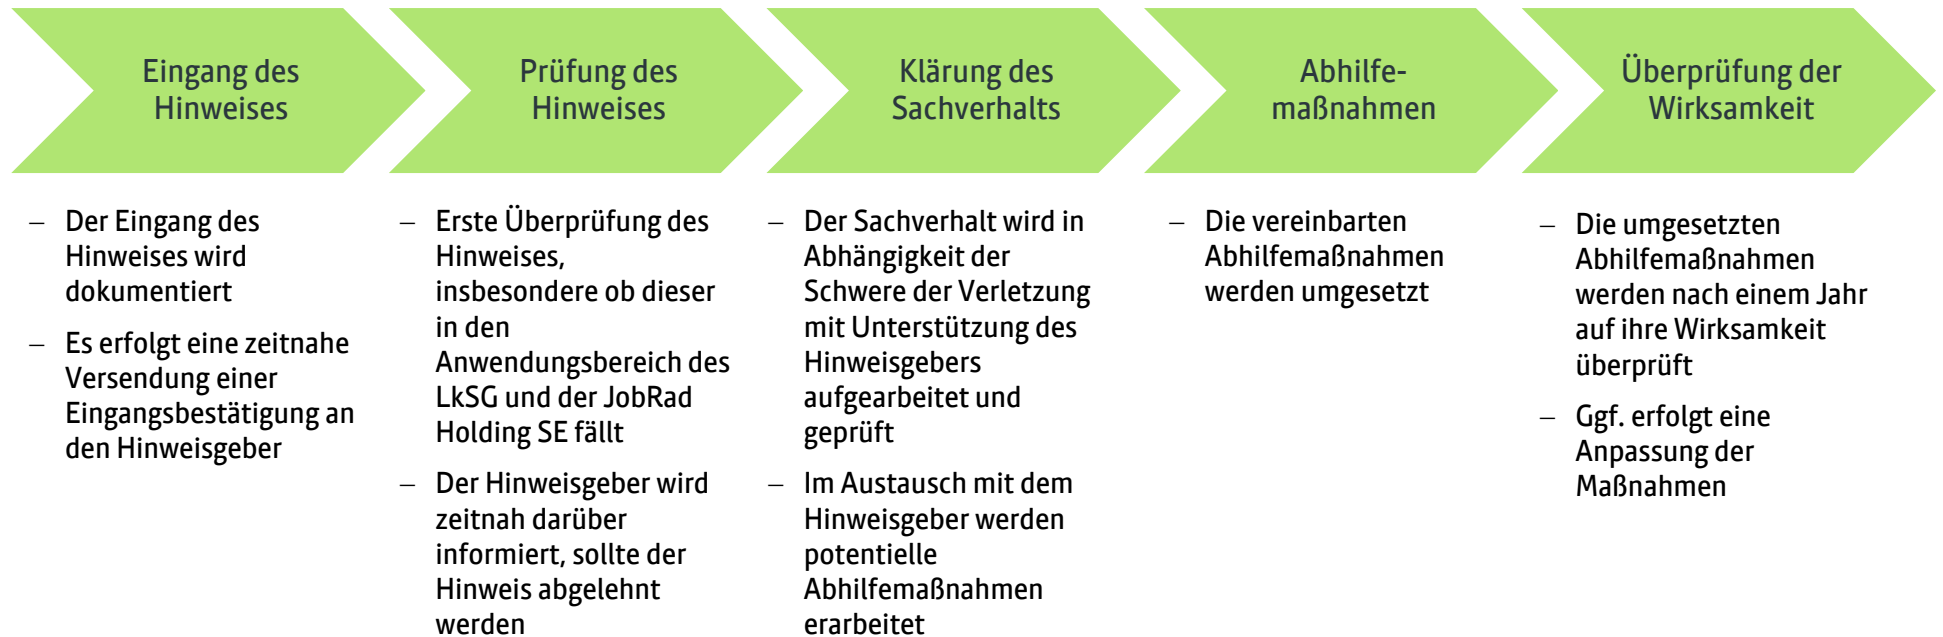 Eingang des
Hinweises
Prüfung des
Hinweises
Klärung des
Sachverhalts
Abhilfe-
maßnahmen
Überprüfung der
Wirksamkeit
– Der Eingang des
Hinweises wird
dokumentiert
– Es erfolgt eine zeitnahe
Versendung einer
Eingangsbestätigung an
den Hinweisgeber
– Erste Überprüfung des
Hinweises,
insbesondere ob dieser
in den
Anwendungsbereich des
LkSG und der JobRad
Holding SE fällt
– Der Hinweisgeber wird
zeitnah darüber
informiert, sollte der
Hinweis abgelehnt
werden
– Der Sachverhalt wird in
Abhängigkeit der
Schwere der Verletzung
mit Unterstützung des
Hinweisgebers
aufgearbeitet und
geprüft
– Im Austausch mit dem
Hinweisgeber werden
potentielle
Abhilfemaßnahmen
erarbeitet
– Die vereinbarten
Abhilfemaßnahmen
werden umgesetzt
– Die umgesetzten
Abhilfemaßnahmen
werden nach einem Jahr
auf ihre Wirksamkeit
überprüft
– Ggf. erfolgt eine
Anpassung der
Maßnahmen